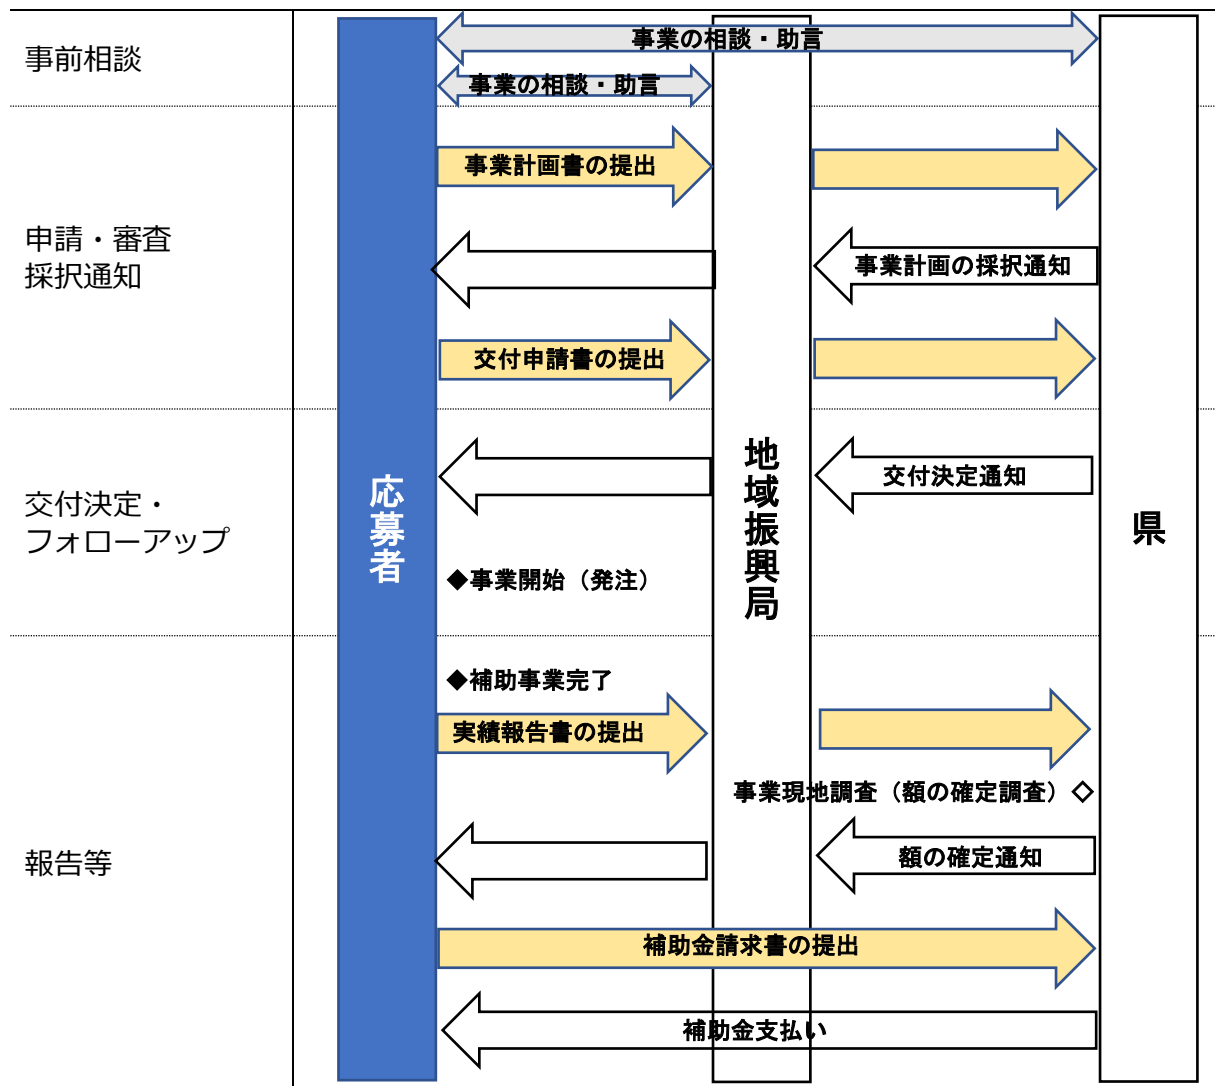 事前相談
事業の相談・助言
事業の相談・助言
申請・審査
採択通知
事業計画書の提出
事業計画の採択通知
交付申請書の提出
交付決定・
フォローアップ
交付決定通知
◆事業開始（発注）
応募者
地域振興局
県
報告等
◆補助事業完了
実績報告書の提出
事業現地調査（額の確定調査）◇
額の確定通知
補助金請求書の提出
補助金支払い